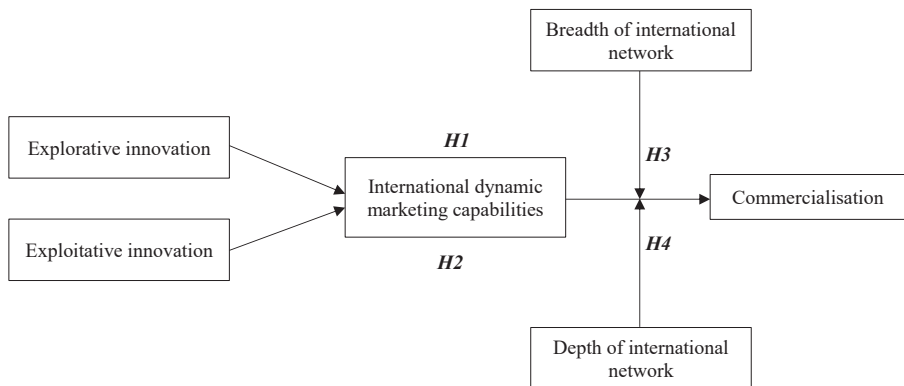 Breadth of international
network
Explorative innovation
H1
H3
International dynamic
marketing capabilities
Commercialisation
Exploitative innovation
H2
H4
Depth of international
network